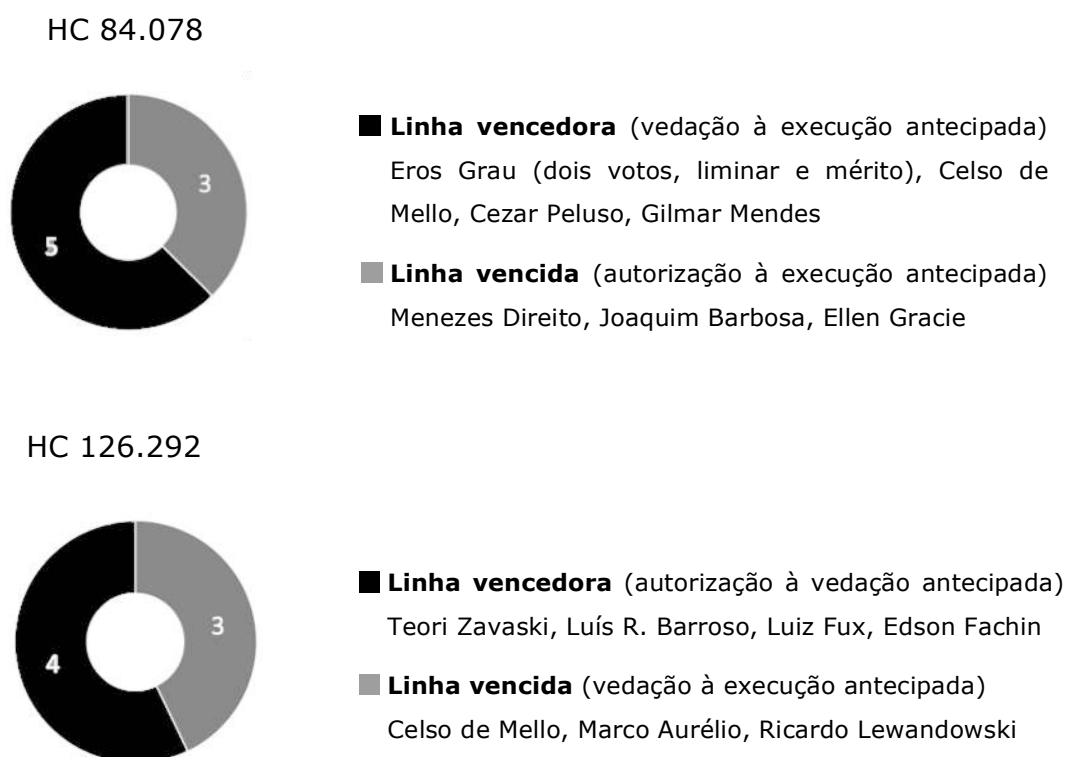 HC 84.078
3
5
Linha vencedora (vedação à execução antecipada)
Eros Grau (dois votos, liminar e mérito), Celso de
Mello, Cezar Peluso, Gilmar Mendes
Linha vencida (autorização à execução antecipada)
Menezes Direito, Joaquim Barbosa, Ellen Gracie
HC 126.292
3
4
Linha vencedora (autorização à vedação antecipada)
Teori Zavaski, Luís R. Barroso, Luiz Fux, Edson Fachin
Linha vencida (vedação à execução antecipada)
Celso de Mello, Marco Aurélio, Ricardo Lewandowski